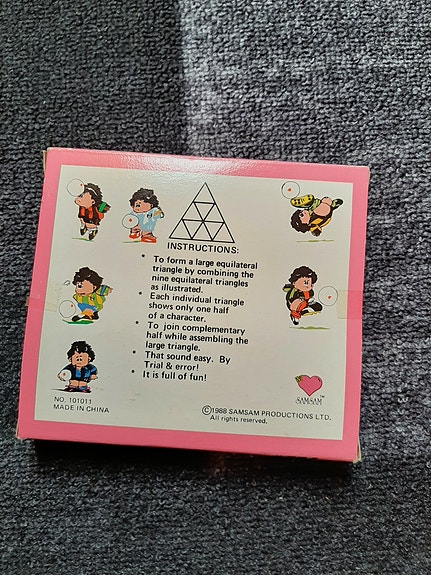 INSTRUCTIONS:
• To form a large equilateral
triangle by combining the
nine equilateral triangles
as illustrated.
• Each individual triangle
shows only one half
of a character.
• To join complementary
half while assembling the
large triangle.
• That sound easy. By
Trial & error!
• It is full of fun!
SAMSAM™
NO. 101011
MADE IN CHINA
©1988 SAMSAM PRODUCTIONS LTD.
All rights reserved.